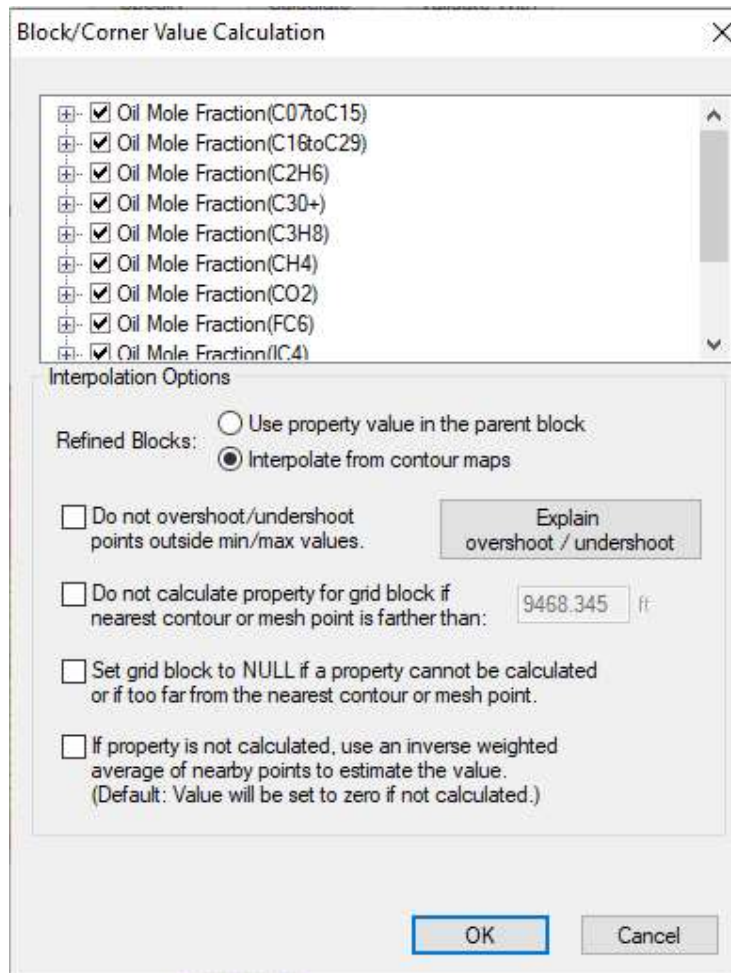 Block/Corner Value Calculation
Oil Mole Fraction(C07toC15)
Oil Mole Fraction(C16toC29)
Oil Mole Fraction(C2H6)
Oil Mole Fraction(C30+)
Oil Mole Fraction(C3H8)
Oil Mole Fraction(CH4)
Oil Mole Fraction(CO2)
Oil Mole Fraction(FC6)
Oil Mole Fraction(IC4)
Interpolation Options
Refined Blocks:
Use property value in the parent block
Interpolate from contour maps
Do not overshoot/undershoot
points outside min/max values.
Explain
overshoot / undershoot
Do not calculate property for grid block if
nearest contour or mesh point is farther than:
9468.345 ft
Set grid block to NULL if a property cannot be calculated
or if too far from the nearest contour or mesh point.
If property is not calculated, use an inverse weighted
average of nearby points to estimate the value.
(Default: Value will be set to zero if not calculated.)
OK
Cancel